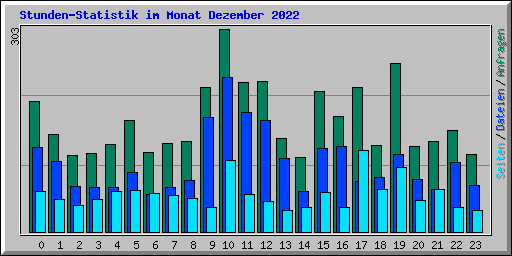 Stunden-Statistik im Monat Dezember 2022
303
Seiten / Dateien / Anfragen
0 1 2 3 4 5 6 7 8 9 10 11 12 13 14 15 16 17 18 19 20 21 22 23